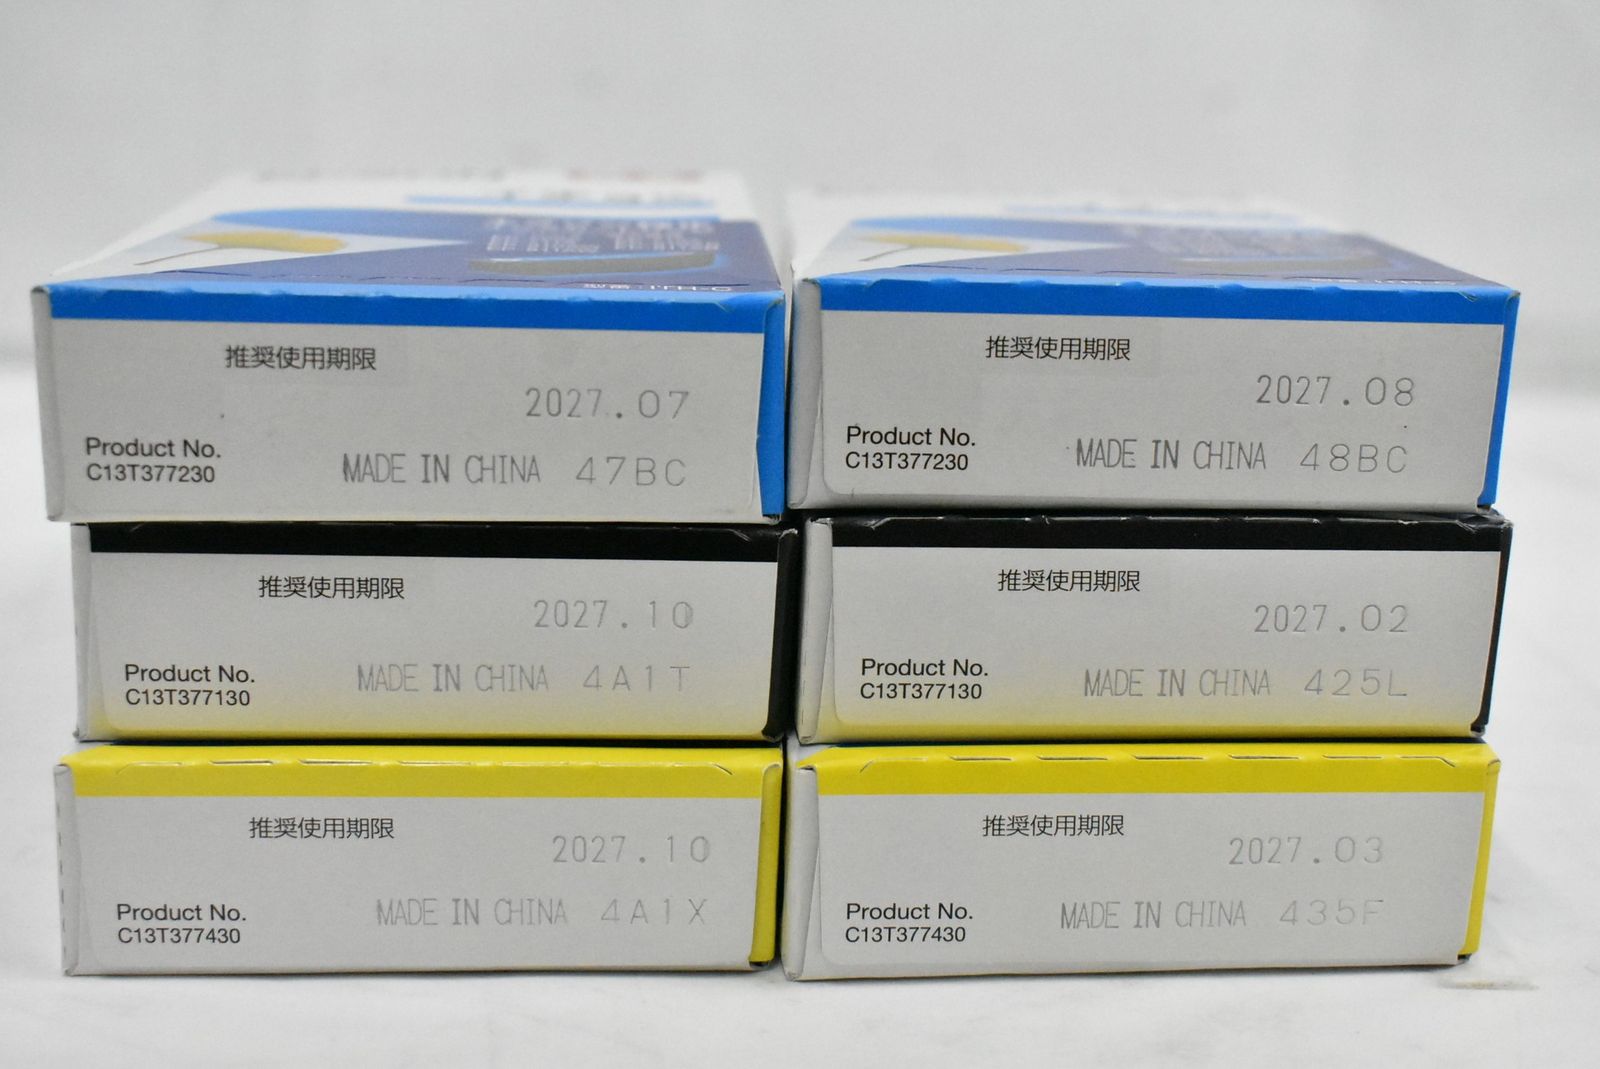 推奨使用期限
2027.07
Product No.
C13T377230
MADE IN CHINA 47BC
推奨使用期限
2027.08
Product No.
C13T377230
MADE IN CHINA 48BC
推奨使用期限
2027.10
Product No.
C13T377130
MADE IN CHINA 4A1T
推奨使用期限
2027.02
Product No.
C13T377130
MADE IN CHINA 425L
推奨使用期限
2027.10
Product No.
C13T377430
MADE IN CHINA 4A1X
推奨使用期限
2027.03
Product No.
C13T377430
MADE IN CHINA 435F